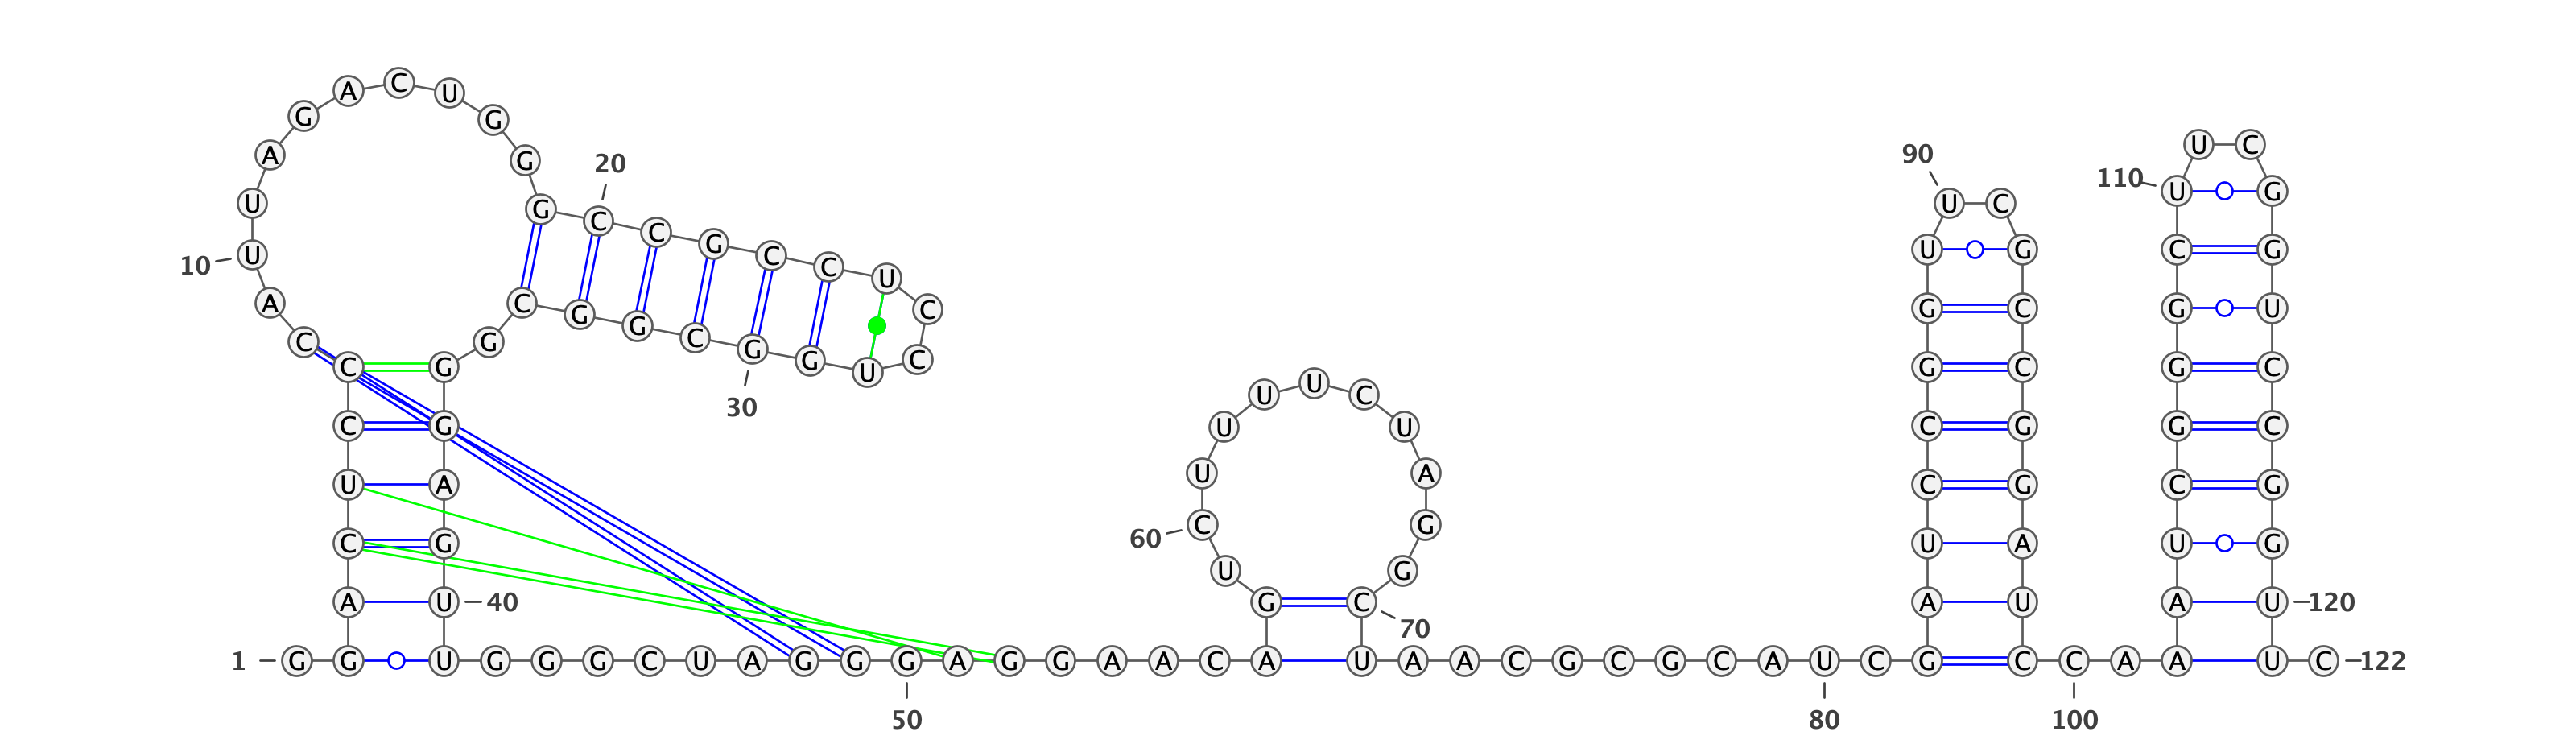 1
G G A C U C C C A
10
U U A G A C U G G G
20
C C G C C U C C U G
30
G C G G C G G G A G
40
U U G G G C U A G G
50
G A G G A A C A G U
60
C U U U U C U A G G
70
C U A A C G C G C A
80
U C G A U C C G G U
90
U C G C C G G A U C
100
C A A A U C G G G C
110
U U C G G U C C G G
120
U U C
122